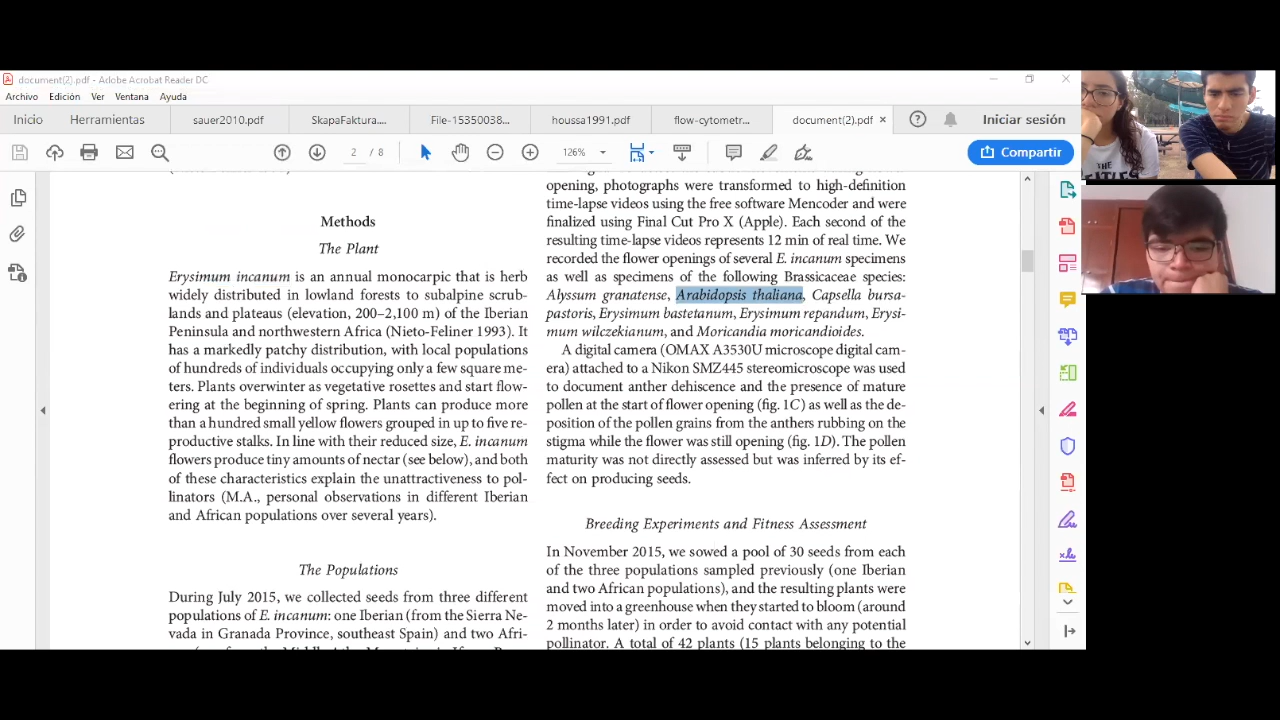 document(2).pdf - Adobe Acrobat Reader DC
Archivo Edición Ver Ventana Ayuda
Inicio Herramientas sauer2010.pdf SkapaFaktura.... File-15350038... houssa1991.pdf flow-cytometr... document(2).pdf × Iniciar sesión
2 / 8 126% Compartir
Methods
The Plant
Erysimum incanum is an annual monocarpic that is herb
widely distributed in lowland forests to subalpine scrub-
lands and plateaus (elevation, 200–2,100 m) of the Iberian
Peninsula and northwestern Africa (Nieto-Feliner 1993). It
has a markedly patchy distribution, with local populations
of hundreds of individuals occupying only a few square me-
ters. Plants overwinter as vegetative rosettes and start flow-
ering at the beginning of spring. Plants can produce more
than a hundred small yellow flowers grouped in up to five re-
productive stalks. In line with their reduced size, E. incanum
flowers produce tiny amounts of nectar (see below), and both
of these characteristics explain the unattractiveness to pol-
linators (M.A., personal observations in different Iberian
and African populations over several years).
The Populations
During July 2015, we collected seeds from three different
populations of E. incanum: one Iberian (from the Sierra Ne-
vada in Granada Province, southeast Spain) and two Afri-
opening, photographs were transformed to high-definition
time-lapse videos using the free software Mencoder and were
finalized using Final Cut Pro X (Apple). Each second of the
resulting time-lapse videos represents 12 min of real time. We
recorded the flower openings of several E. incanum specimens
as well as specimens of the following Brassicaceae species:
Alyssum granatense, Arabidopsis thaliana, Capsella bursa-
pastoris, Erysimum bastetanum, Erysimum repandum, Erysi-
mum wilczekianum, and Moricandia moricandioides.
A digital camera (OMAX A3530U microscope digital cam-
era) attached to a Nikon SMZ445 stereomicroscope was used
to document anther dehiscence and the presence of mature
pollen at the start of flower opening (fig. 1C) as well as the de-
position of the pollen grains from the anthers rubbing on the
stigma while the flower was still opening (fig. 1D). The pollen
maturity was not directly assessed but was inferred by its ef-
fect on producing seeds.
Breeding Experiments and Fitness Assessment
In November 2015, we sowed a pool of 30 seeds from each
of the three populations sampled previously (one Iberian
and two African populations), and the resulting plants were
moved into a greenhouse when they started to bloom (around
2 months later) in order to avoid contact with any potential
pollinator. A total of 42 plants (15 plants belonging to the
THE